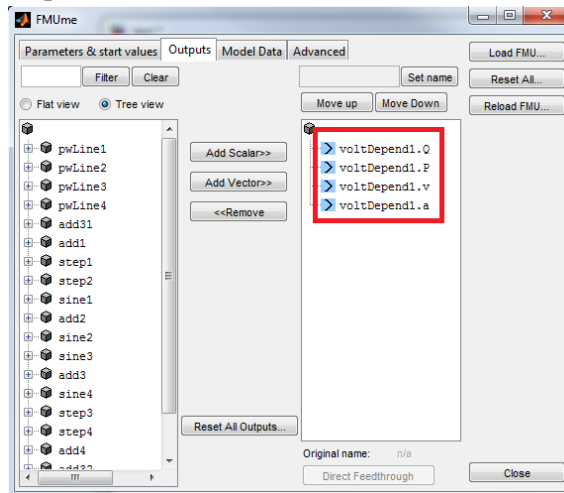 FMUme
Parameters & start values Outputs Model Data Advanced
Load FMU...
Filter Clear
Set name
Reset All...
Flat view Tree view
Move up Move Down
Reload FMU...
pwLine1
pwLine2
pwLine3
pwLine4
add31
add1
step1
step2
sine1
add2
sine2
sine3
add3
sine4
step3
step4
add4
add32
Add Scalar>>
Add Vector>>
<<Remove
Reset All Outputs...
voltDepend1.Q
voltDepend1.P
voltDepend1.v
voltDepend1.a
Original name: n/a
Direct Feedthrough
Close